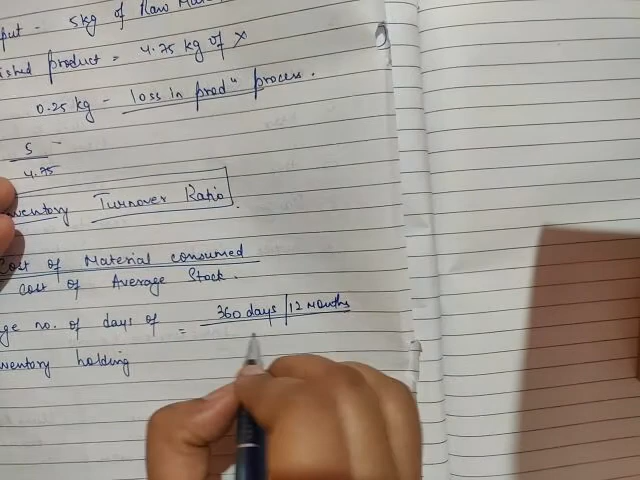 put - 5kg of Raw Mate
ished product = 4.75 kg of X
0.25 kg - loss in prodⁿ process.
5
4.75
ventory Turnover Ratio.
Cost of Material consumed
Cost of Average Stock.
ge no. of days of = 360 days | 12 Months
ventory holding